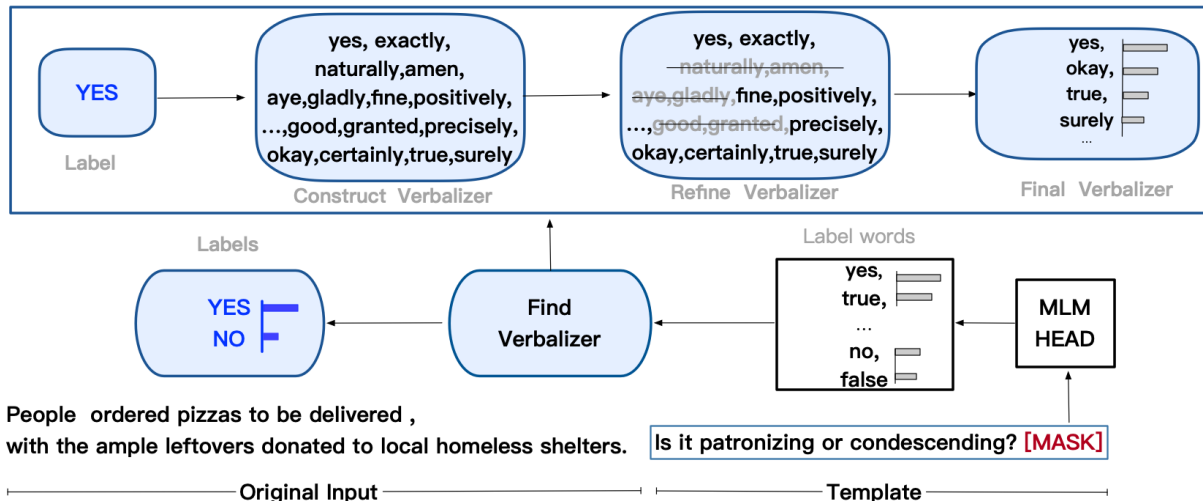 YES
Label
yes, exactly,
naturally,amen,
aye,gladly,fine,positively,
...,good,granted,precisely,
okay,certainly,true,surely
Construct Verbalizer
yes, exactly,
naturally,amen,
aye,gladly,fine,positively,
...,good,granted,precisely,
okay,certainly,true,surely
Refine Verbalizer
yes,
okay,
true,
surely
...
Final Verbalizer
Labels
YES
NO
Find
Verbalizer
Label words
yes,
true,
...
no,
false
MLM
HEAD
People ordered pizzas to be delivered ,
with the ample leftovers donated to local homeless shelters.
Is it patronizing or condescending? [MASK]
Original Input
Template